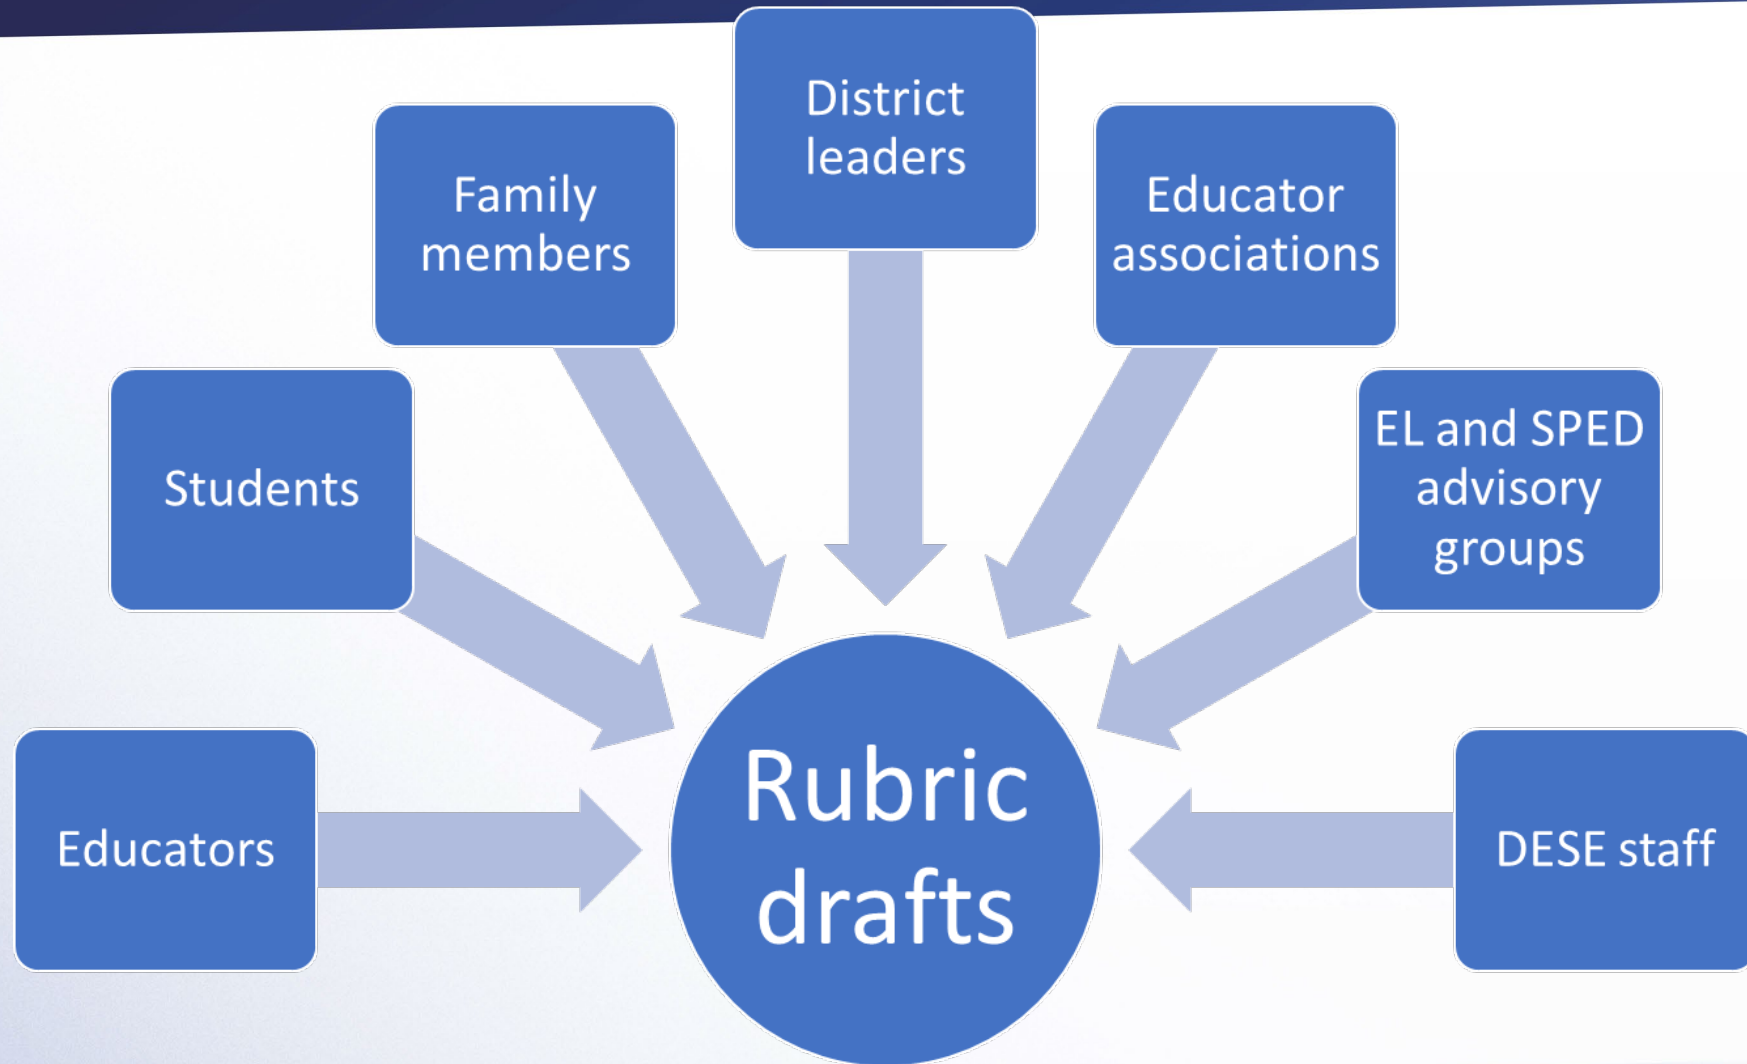 District
leaders
Family
members
Educator
associations
Students
EL and SPED
advisory
groups
Educators
Rubric
drafts
DESE staff